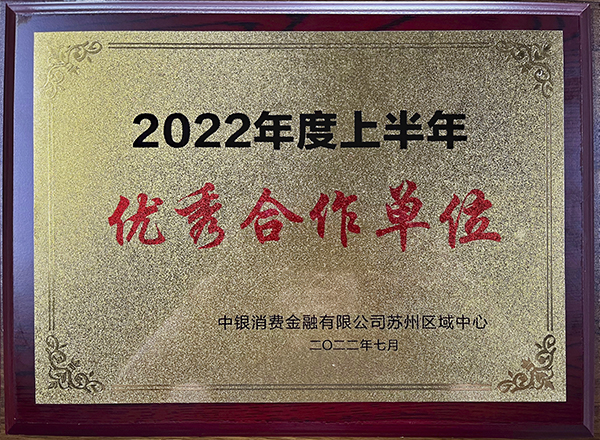 2022年度上半年
优秀合作单位
中银消费金融有限公司苏州区域中心
二〇二二年七月